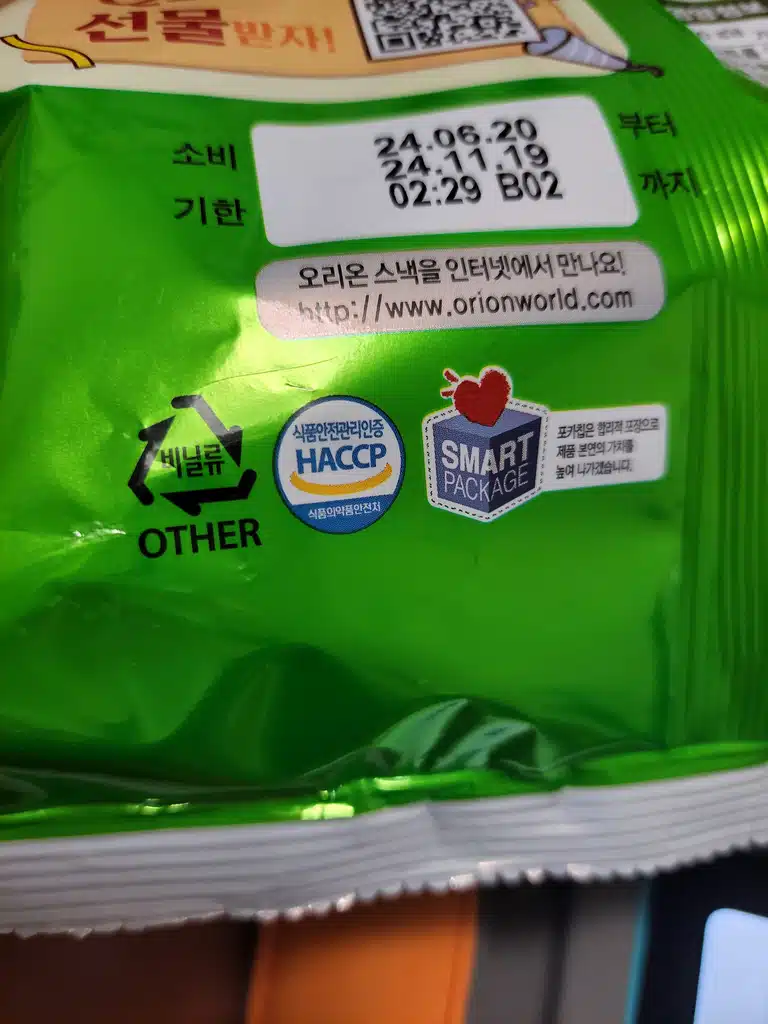 선물받자!
소비
기한
24.06.20
24.11.19
02:29 B02
부터
까지
오리온 스낵을 인터넷에서 만나요!
http://www.orionworld.com
비닐류
OTHER
식품안전관리인증
HACCP
식품의약품안전처
SMART
PACKAGE
포카칩은 합리적 포장으로
제품 본연의 가치를
높여 나가겠습니다.